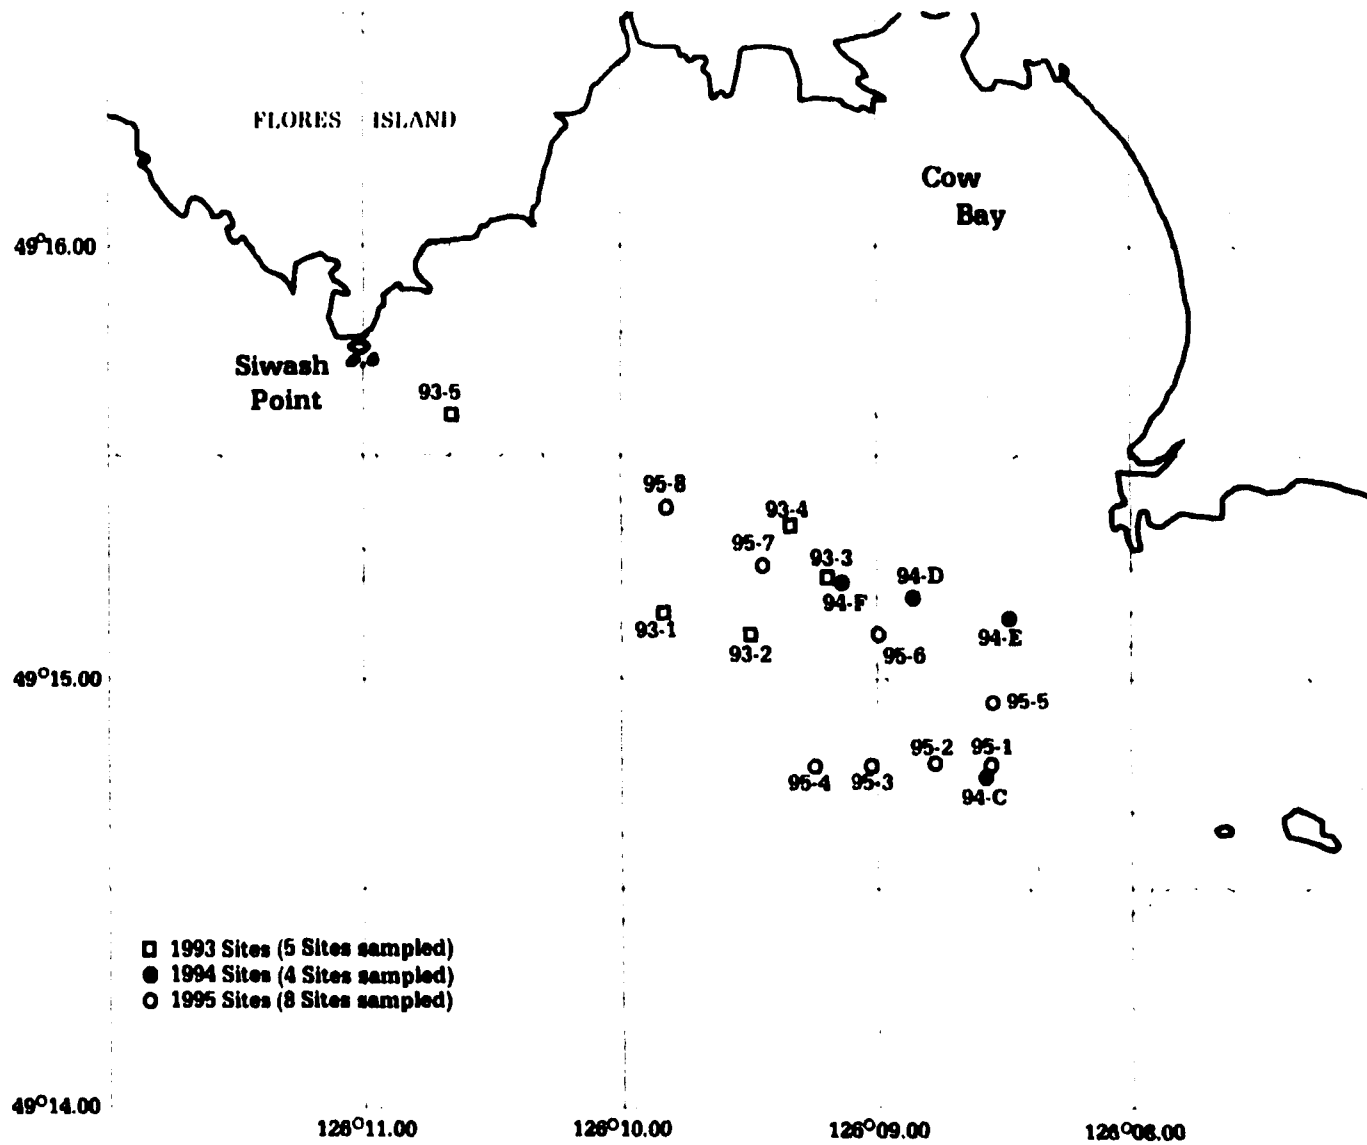 FLORES ISLAND
Cow
Bay
49°16.00
Siwash
Point
93-5
95-8
93-4
95-7
93-3
94-D
94-F
93-1
94-E
93-2
95-6
49°15.00
95-5
95-2
95-1
95-4
95-3
94-C
1993 Sites (5 Sites sampled)
1994 Sites (4 Sites sampled)
1995 Sites (8 Sites sampled)
49°14.00
126°11.00
126°10.00
126°09.00
126°08.00